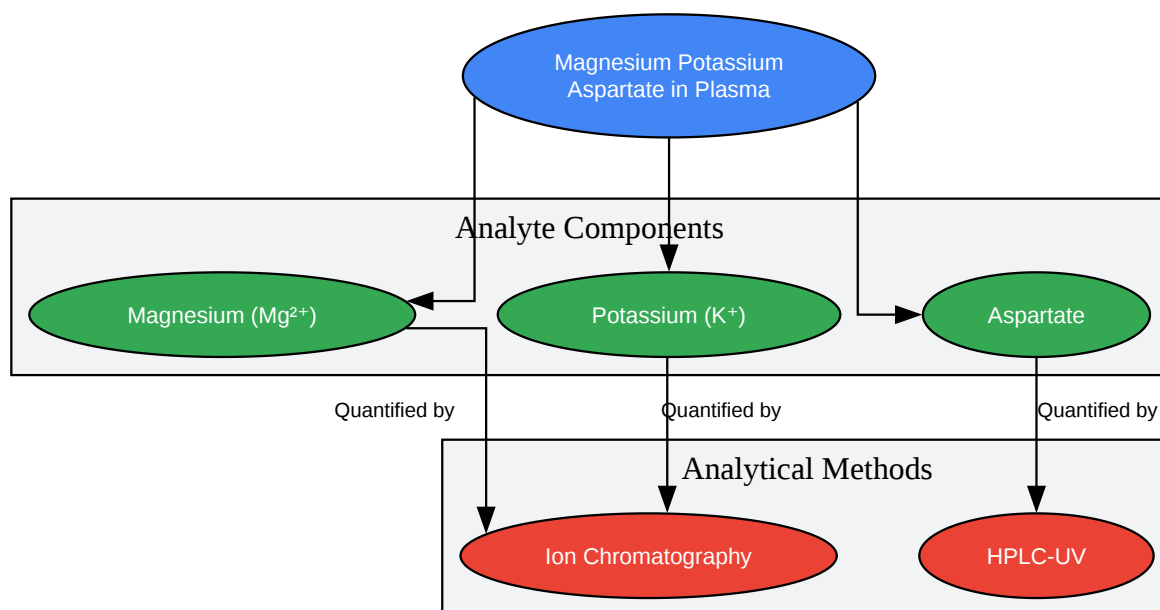 Magnesium Potassium
Aspartate in Plasma
Analyte Components
Magnesium (Mg²⁺)
Potassium (K⁺)
Aspartate
Quantified by
Quantified by
Quantified by
Analytical Methods
Ion Chromatography
HPLC-UV